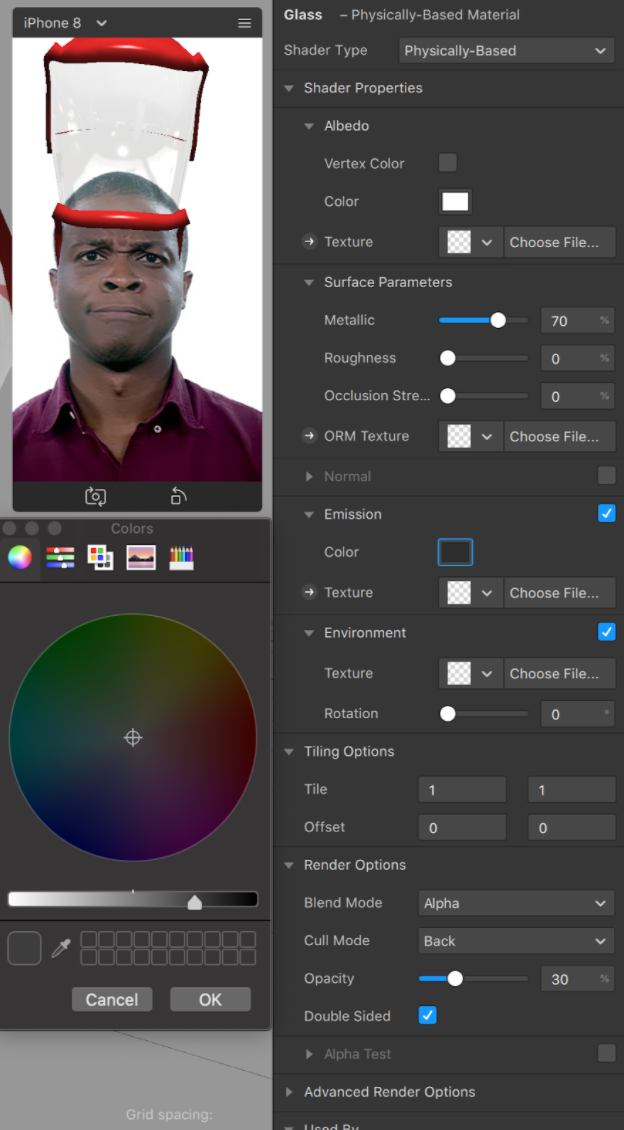 iPhone 8
Glass – Physically-Based Material
Shader Type Physically-Based
Shader Properties
Albedo
Vertex Color
Color
Texture Choose File...
Surface Parameters
Metallic 70 %
Roughness 0 %
Occlusion Stre... 0 %
ORM Texture Choose File...
Normal
Emission
Color
Texture Choose File...
Environment
Texture Choose File...
Rotation 0 °
Tiling Options
Tile 1 1
Offset 0 0
Render Options
Blend Mode Alpha
Cull Mode Back
Opacity 30 %
Double Sided
Alpha Test
Advanced Render Options
Used By
Colors
Cancel OK
Grid spacing: